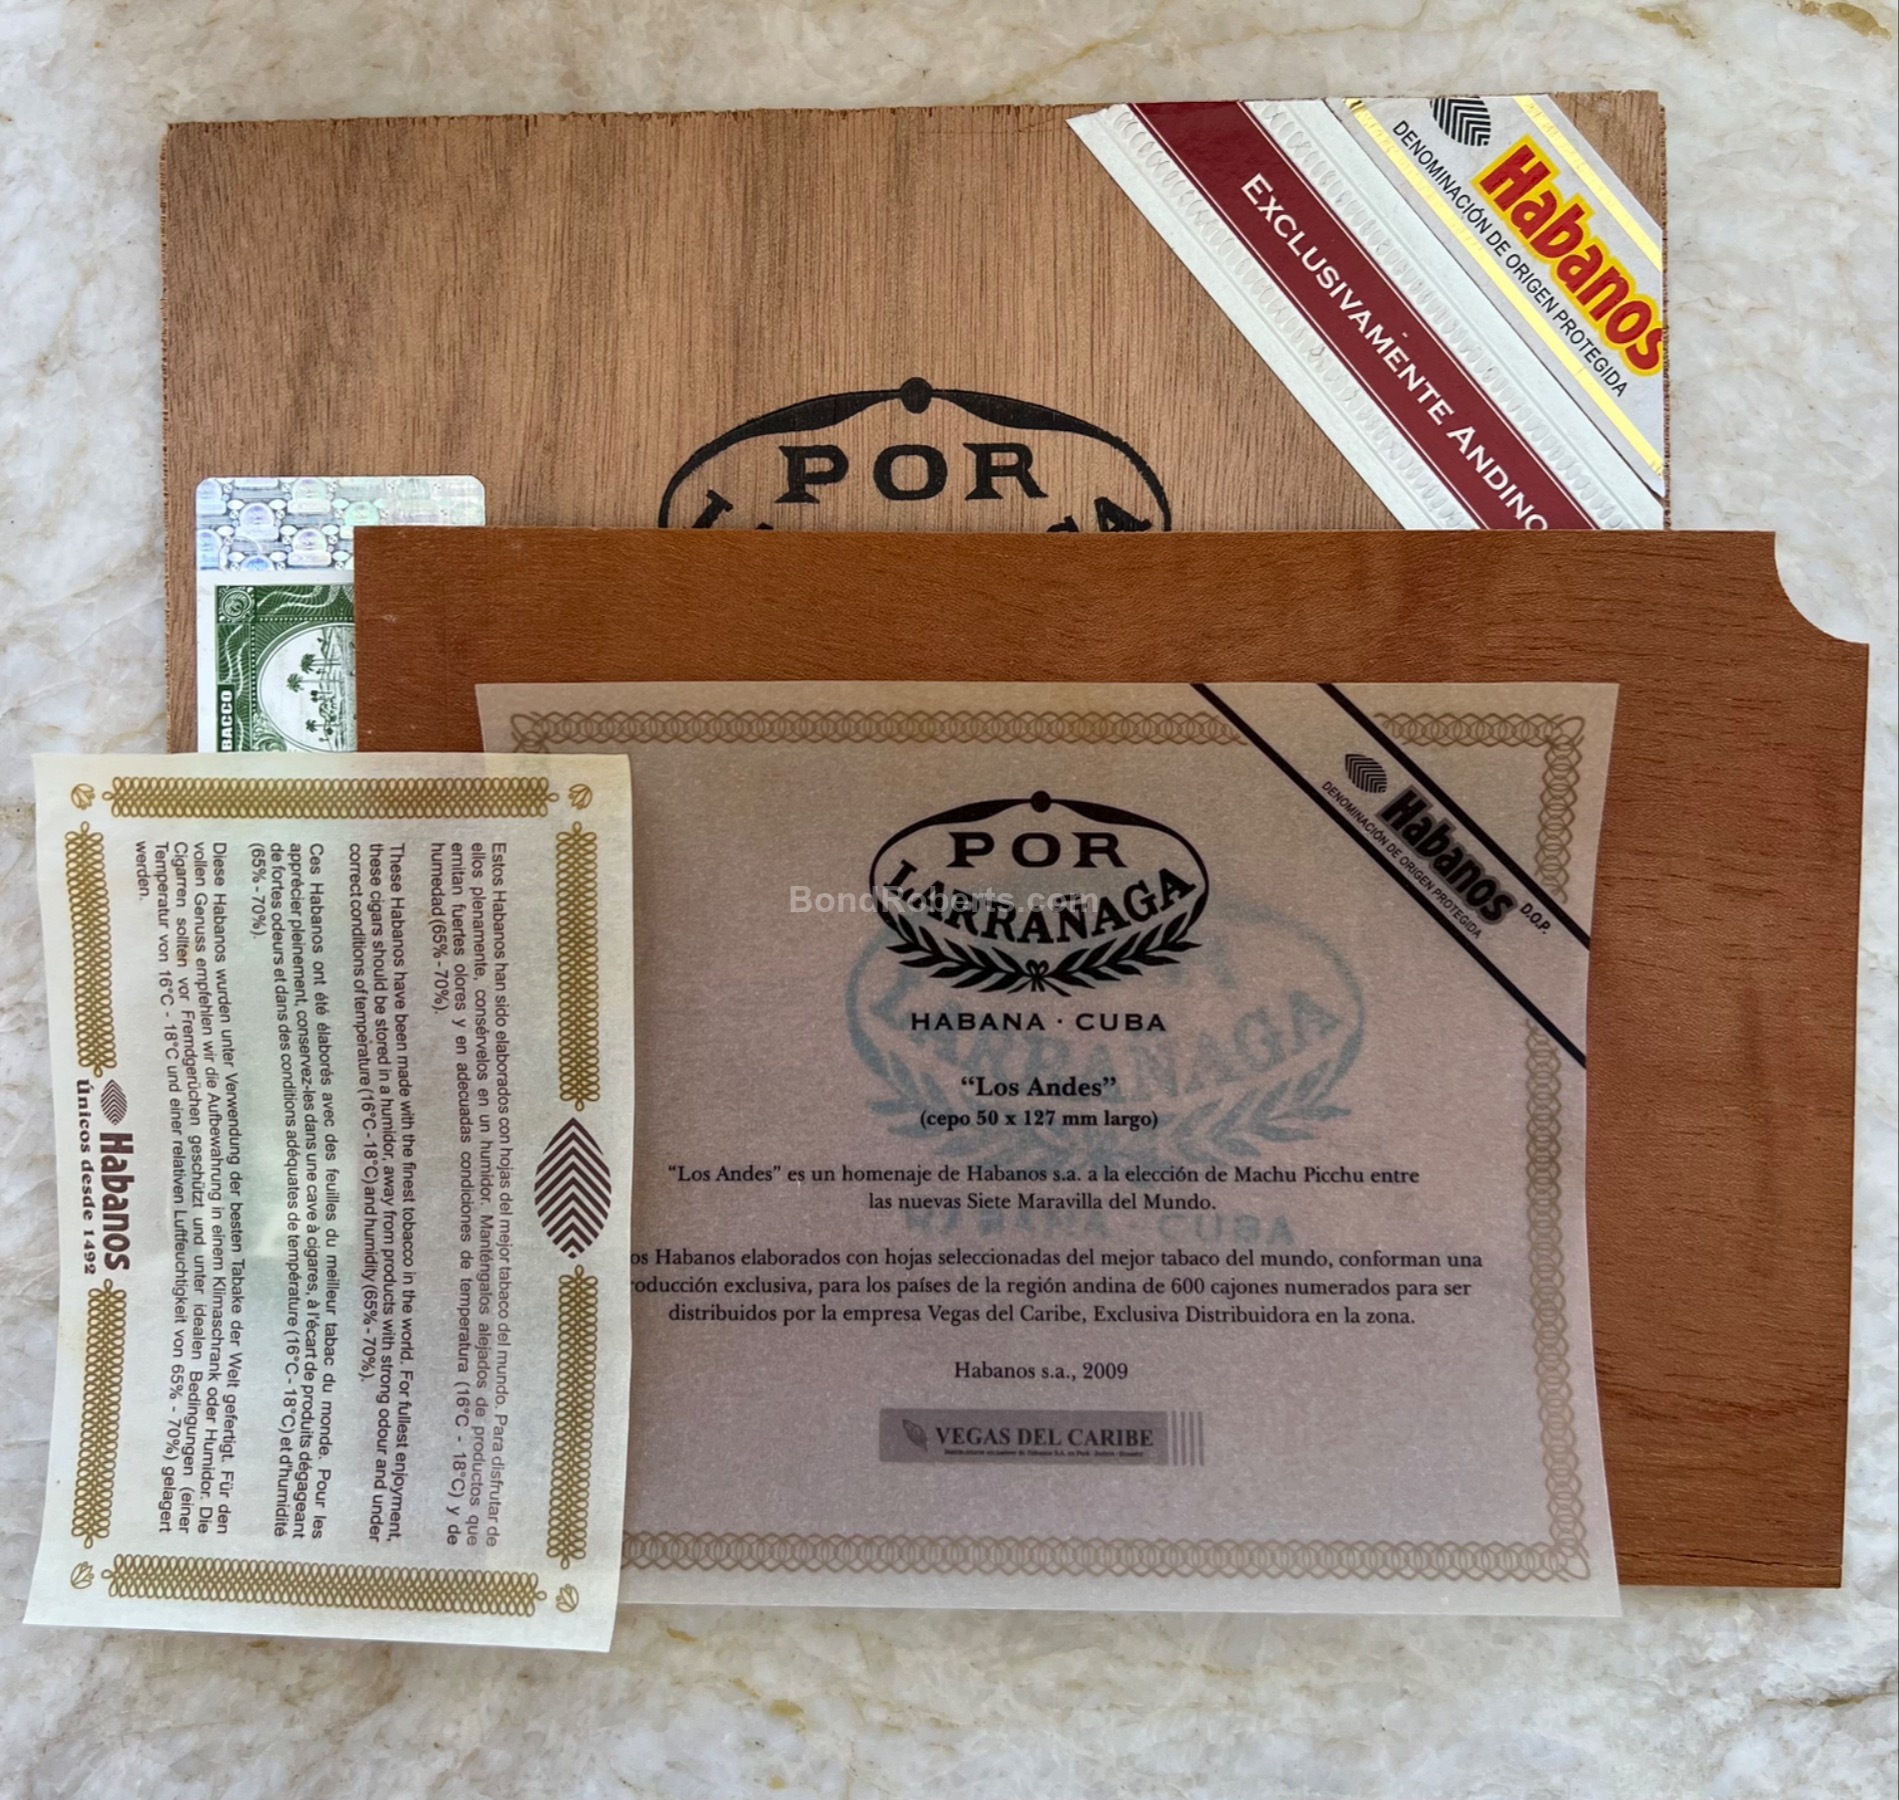 Habanos
DENOMINACIÓN DE ORIGEN PROTEGIDA
EXCLUSIVAMENTE ANDINO
POR
BACCO
POR
LARRAÑAGA
HABANA · CUBA
Habanos D.O.P.
DENOMINACIÓN DE ORIGEN PROTEGIDA
BondRoberts.com
“Los Andes”
(cepo 50 x 127 mm largo)
“Los Andes” es un homenaje de Habanos s.a. a la elección de Machu Picchu entre
las nuevas Siete Maravilla del Mundo.
os Habanos elaborados con hojas seleccionadas del mejor tabaco del mundo, conforman una
roducción exclusiva, para los países de la región andina de 600 cajones numerados para ser
distribuidos por la empresa Vegas del Caribe, Exclusiva Distribuidora en la zona.
Habanos s.a., 2009
VEGAS DEL CARIBE
Estos Habanos han sido elaborados con hojas del mejor tabaco del mundo. Para disfrutar de
ellos plenamente, consérvelos en un humidor. Manténgalos alejados de productos que
emitan fuertes olores y en adecuadas condiciones de temperatura (16°C - 18°C) y de
humedad (65% - 70%).
These Habanos have been made with the finest tobacco in the world. For fullest enjoyment,
these cigars should be stored in a humidor, away from products with strong odour and under
correct conditions of temperature (16°C - 18°C) and humidity (65% - 70%).
Ces Habanos ont été élaborés avec des feuilles du meilleur tabac du monde. Pour les
apprécier pleinement, conservez-les dans une cave à cigares, à l'écart de produits dégageant
de fortes odeurs et dans des conditions adéquates de température (16°C - 18°C) et d'humidité
(65% - 70%).
Diese Habanos wurden unter Verwendung der besten Tabake der Welt gefertigt. Für den
vollen Genuss empfehlen wir die Aufbewahrung in einem Klimaschrank oder Humidor. Die
Cigarren sollten vor Fremdgerüchen geschützt und unter idealen Bedingungen (einer
Temperatur von 16°C - 18°C und einer relativen Luftfeuchtigkeit von 65% - 70%) gelagert
werden.
Habanos
únicos desde 1492